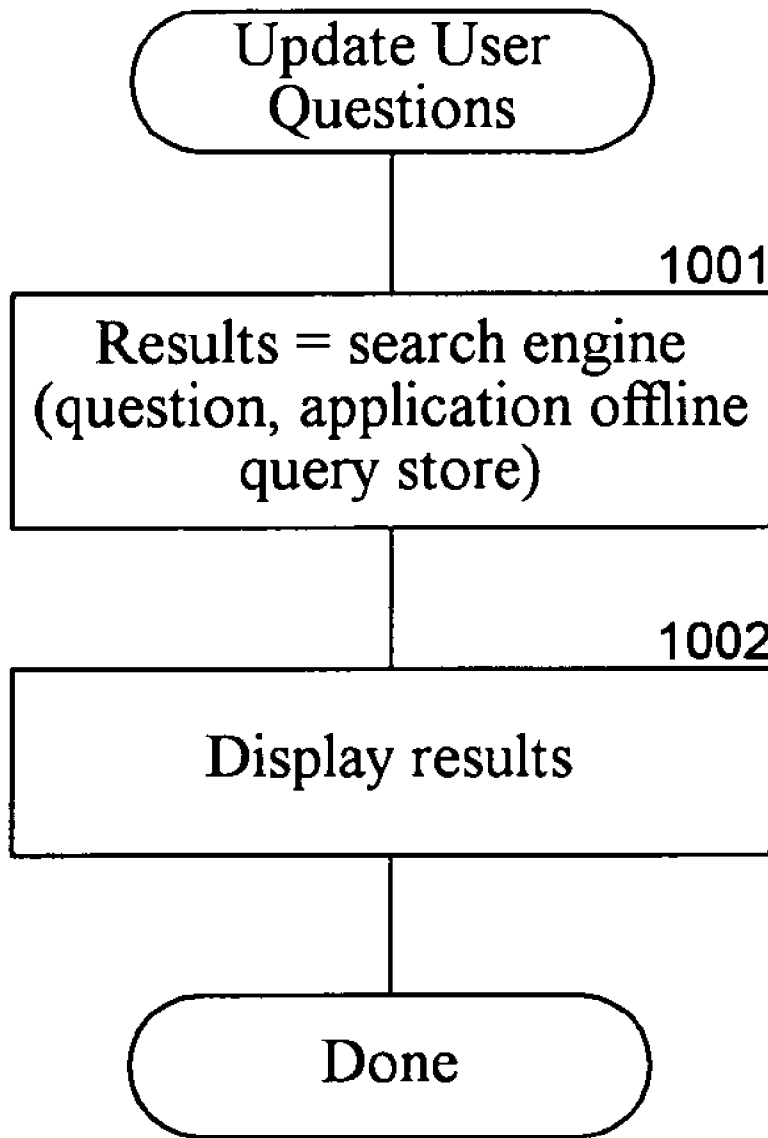 Update User
Questions
1001
Results = search engine
(question, application offline
query store)
1002
Display results
Done